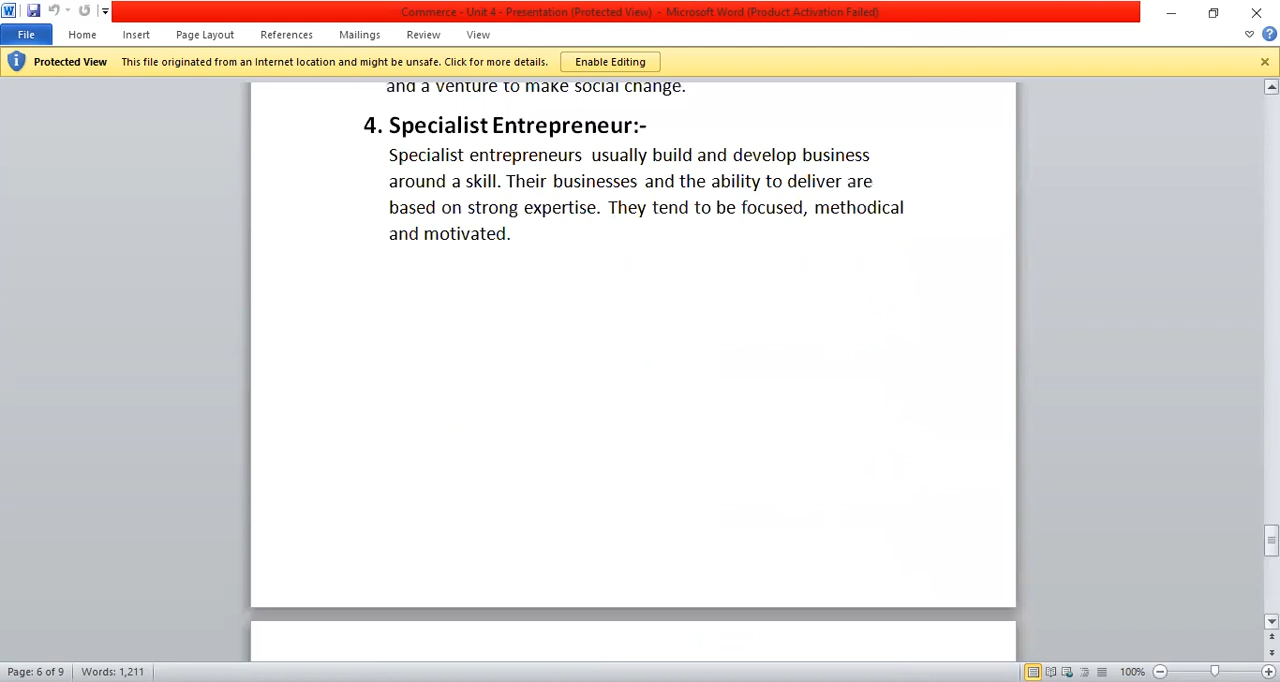 Commerce - Unit 4 - Presentation (Protected View) - Microsoft Word (Product Activation Failed)
File Home Insert Page Layout References Mailings Review View
Protected View This file originated from an Internet location and might be unsafe. Click for more details. Enable Editing
and a venture to make social change.
4. Specialist Entrepreneur:-
Specialist entrepreneurs usually build and develop business
around a skill. Their businesses and the ability to deliver are
based on strong expertise. They tend to be focused, methodical
and motivated.
Page: 6 of 9 Words: 1,211 100%